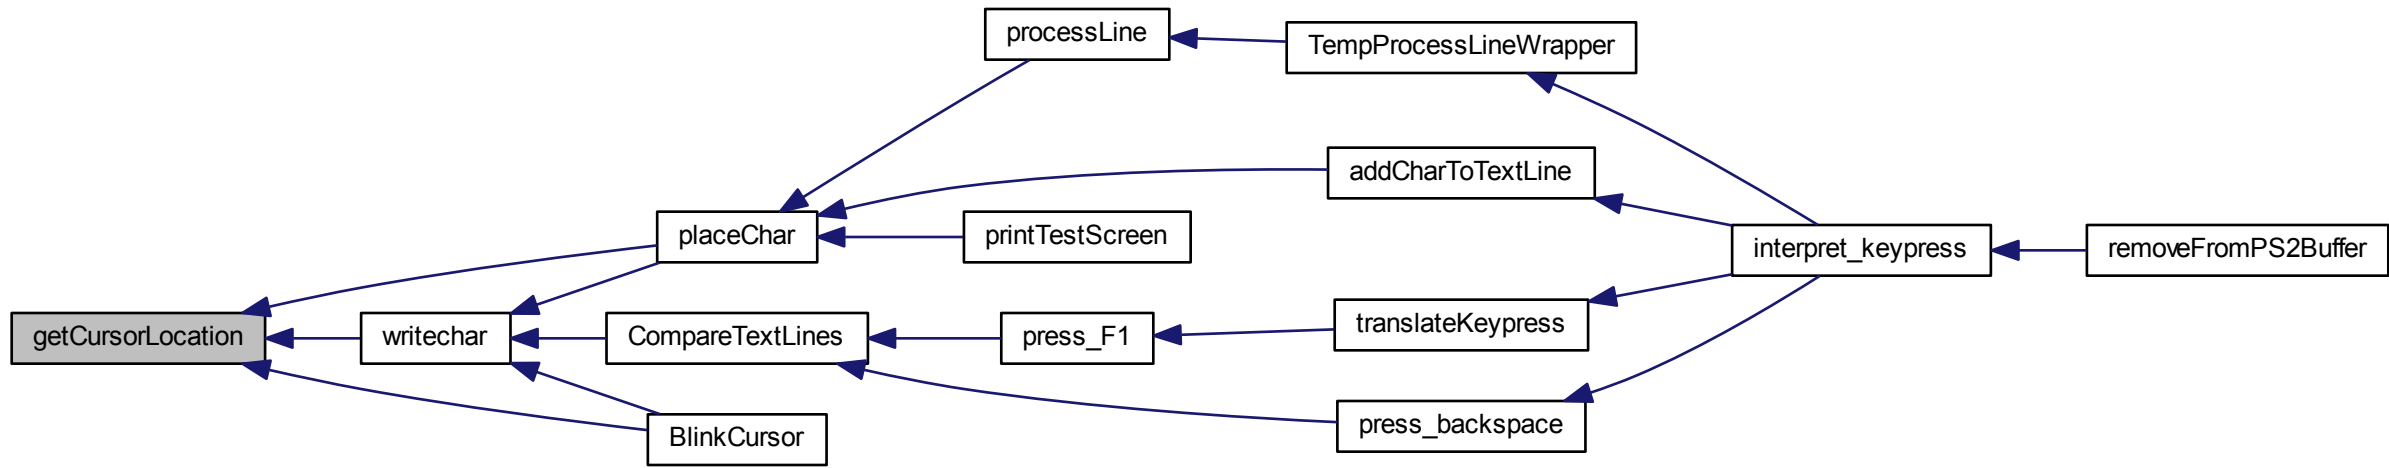 processLine
TempProcessLineWrapper
addCharToTextLine
placeChar
printTestScreen
interpret_keypress
removeFromPS2Buffer
getCursorLocation
writechar
CompareTextLines
press_F1
translateKeypress
BlinkCursor
press_backspace